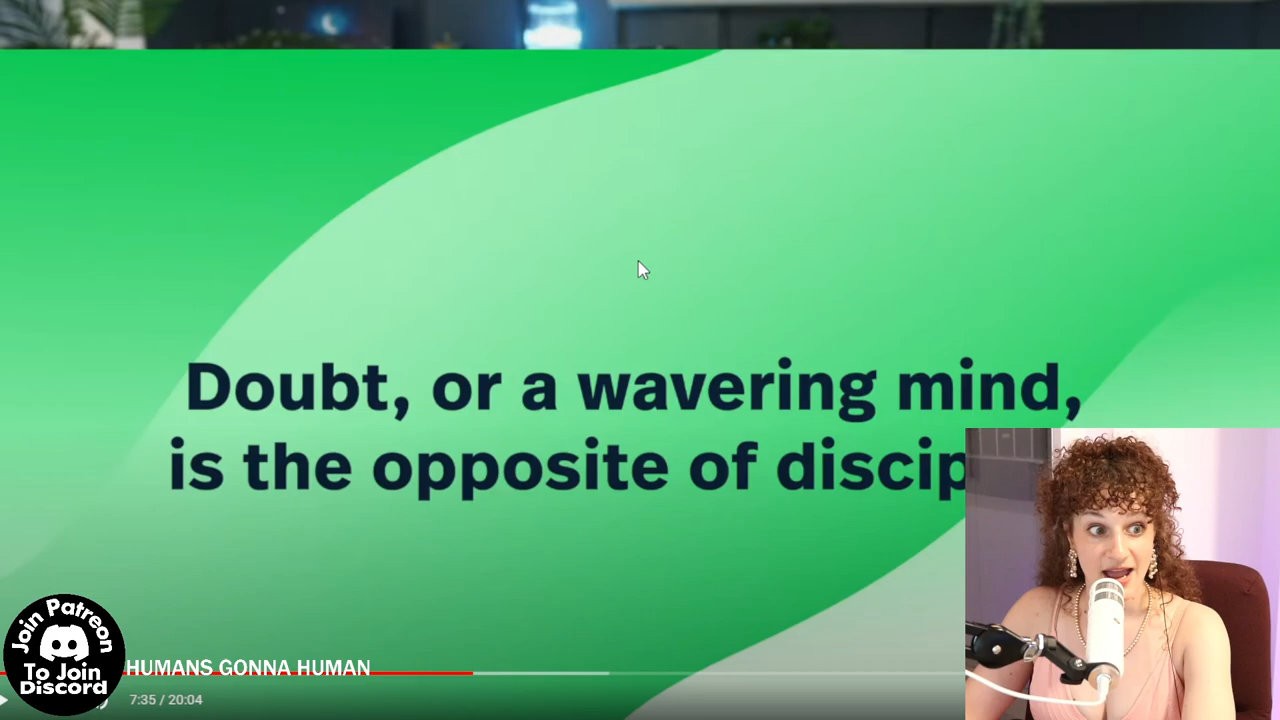 Doubt, or a wavering mind,
is the opposite of discip
Join Patreon
To Join
Discord
HUMANS GONNA HUMAN
7:35 / 20:04